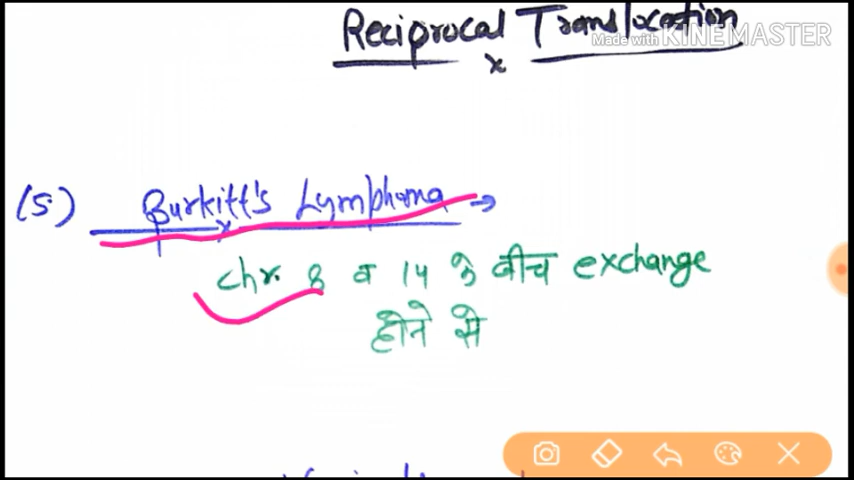 Reciprocal Translocation
Made with KINEMASTER
(5) Burkitt's Lymphoma →
chr. 8 व 14 के बीच exchange
होने से